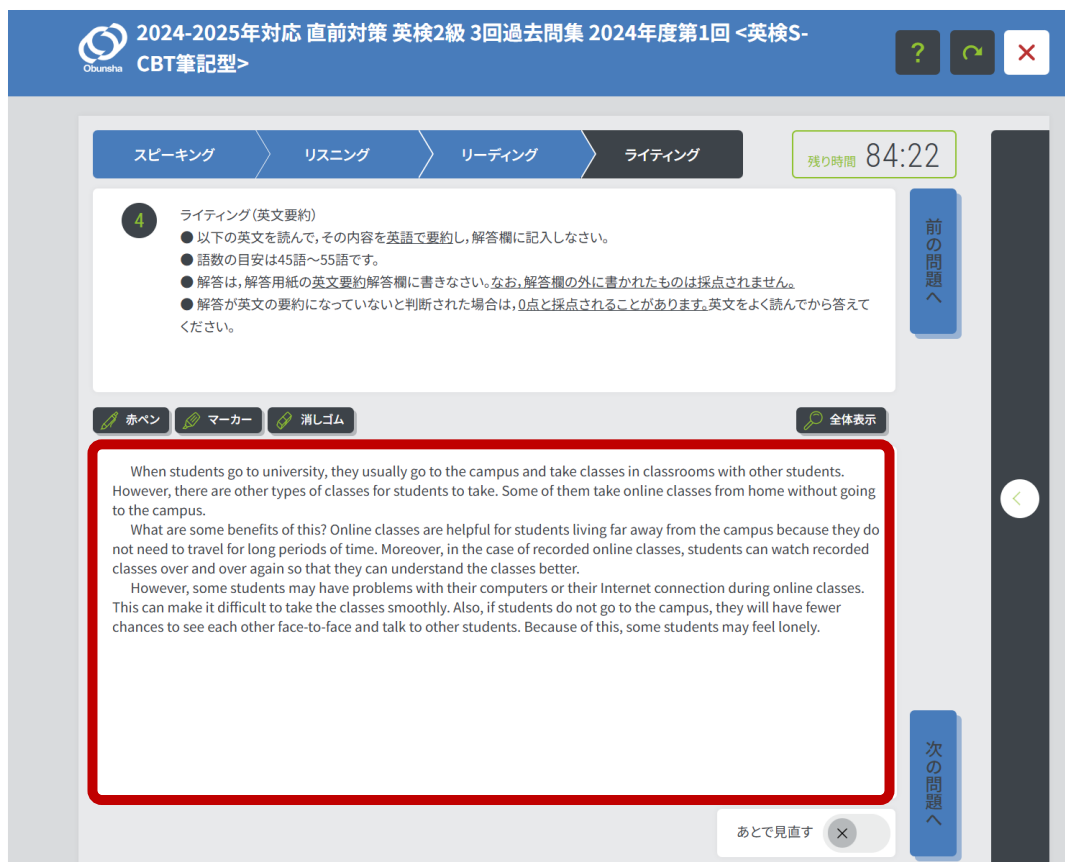 2024-2025年対応 直前対策 英検2級 3回過去問集 2024年度第1回 <英検S-
CBT筆記型>
Obunsha
?
スピーキング
リスニング
リーディング
ライティング
残り時間 84:22
4
ライティング(英文要約)
● 以下の英文を読んで,その内容を英語で要約し,解答欄に記入しなさい。
● 語数の目安は45語～55語です。
● 解答は,解答用紙の英文要約解答欄に書きなさい。なお,解答欄の外に書かれたものは採点されません。
● 解答が英文の要約になっていないと判断された場合は,0点と採点されることがあります。英文をよく読んでから答えて
ください。
前の問題へ
赤ペン
マーカー
消しゴム
全体表示
When students go to university, they usually go to the campus and take classes in classrooms with other students.
However, there are other types of classes for students to take. Some of them take online classes from home without going
to the campus.
What are some benefits of this? Online classes are helpful for students living far away from the campus because they do
not need to travel for long periods of time. Moreover, in the case of recorded online classes, students can watch recorded
classes over and over again so that they can understand the classes better.
However, some students may have problems with their computers or their Internet connection during online classes.
This can make it difficult to take the classes smoothly. Also, if students do not go to the campus, they will have fewer
chances to see each other face-to-face and talk to other students. Because of this, some students may feel lonely.
次の問題へ
あとで見直す